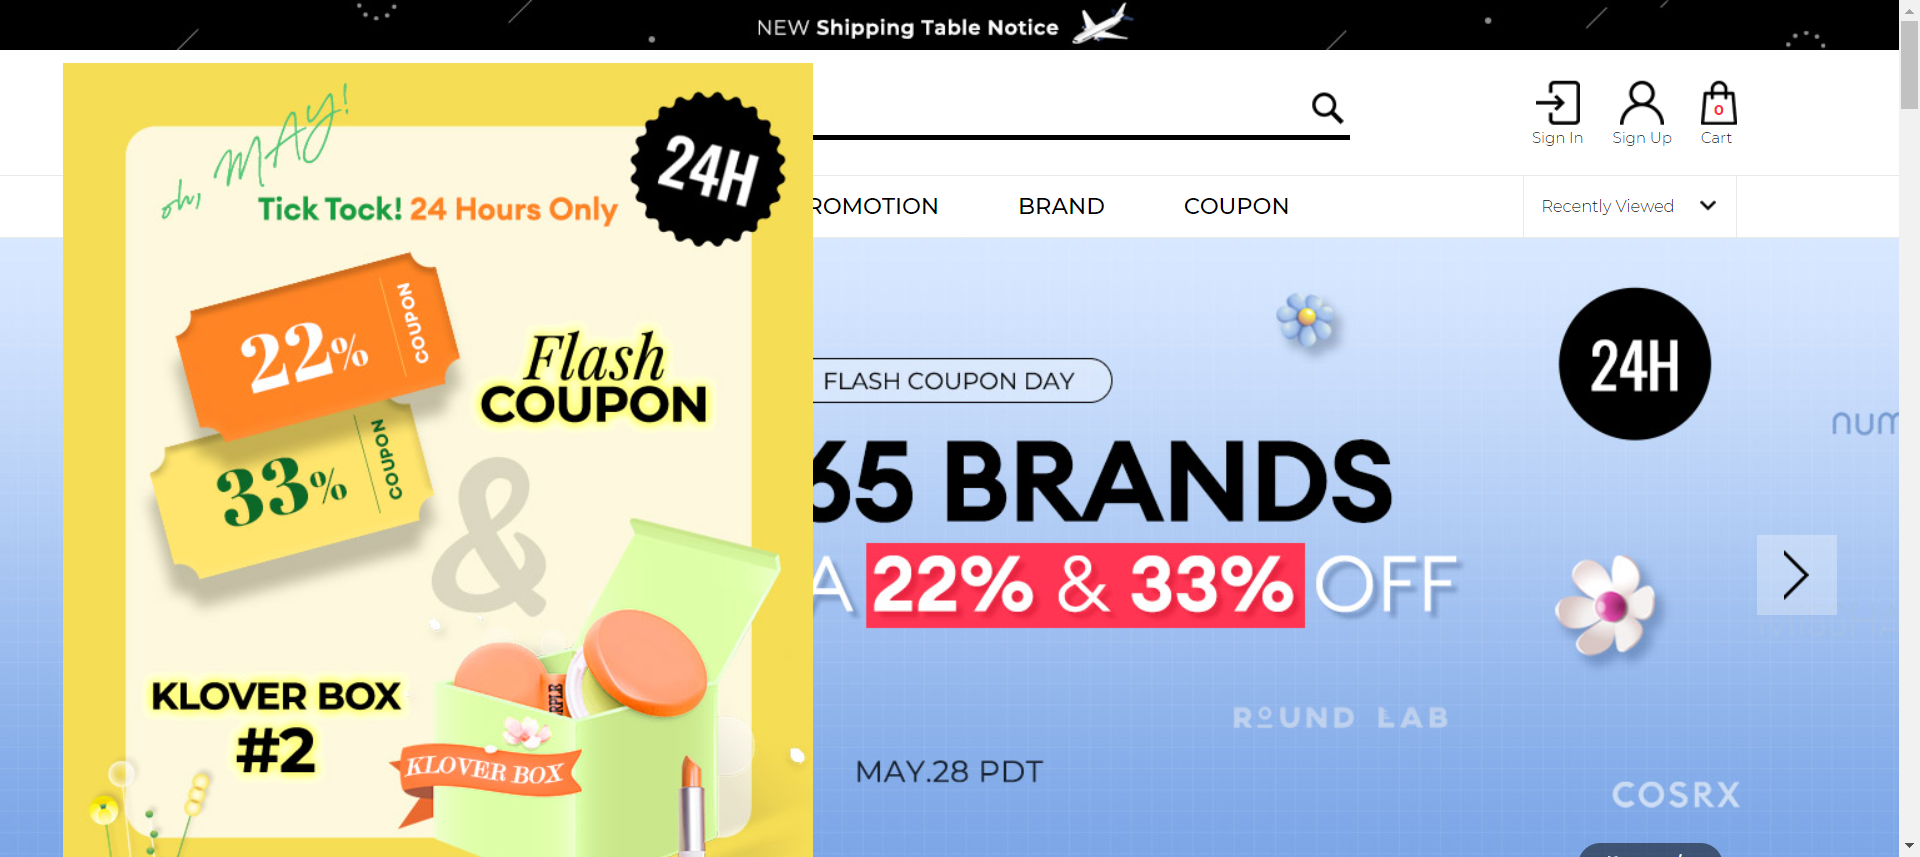 NEW Shipping Table Notice
oh, MAY!
Tick Tock! 24 Hours Only
24H
22% COUPON
33% COUPON
Flash
COUPON
&
KLOVER BOX
#2
KLOVER BOX
Sign In
Sign Up
0
Cart
ROMOTION
BRAND
COUPON
Recently Viewed
FLASH COUPON DAY
24H
65 BRANDS
A 22% & 33% OFF
num
ROUND LAB
MAY.28 PDT
COSRX